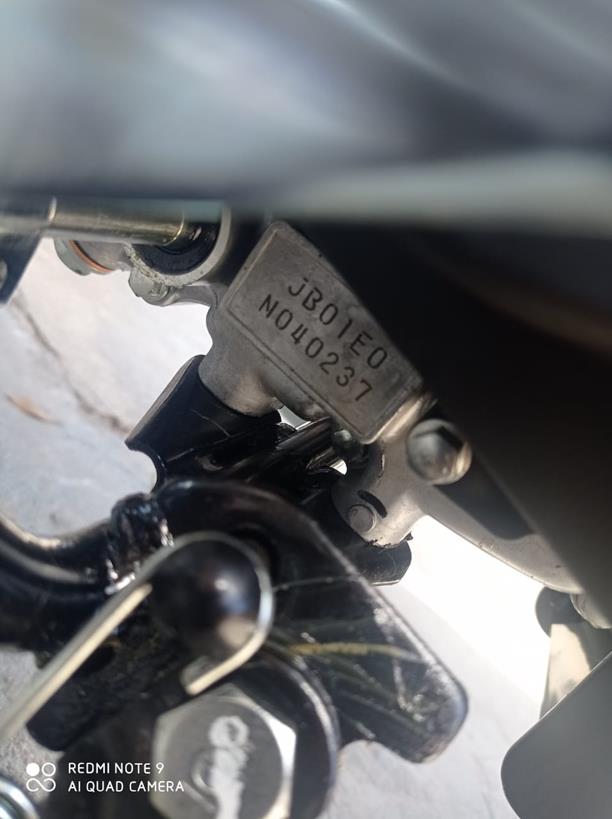 JB01E0
N040237
REDMI NOTE 9
AI QUAD CAMERA